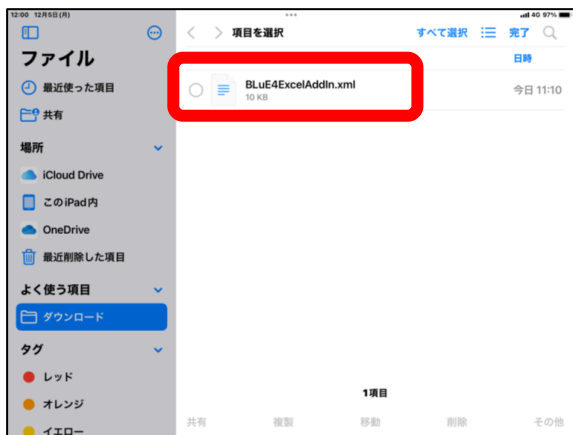 12:00 12月5日(月)
4G 97%
ファイル
最近使った項目
共有
場所
iCloud Drive
このiPad内
OneDrive
最近削除した項目
よく使う項目
ダウンロード
タグ
レッド
オレンジ
イエロー
項目を選択
すべて選択
完了
日時
BLuE4ExcelAddIn.xml
今日 11:10
10 KB
1項目
共有
複製
移動
削除
その他